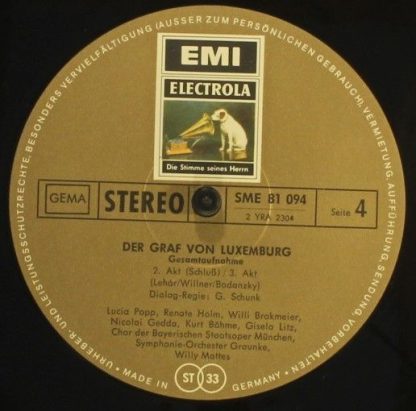 EMI
ELECTROLA
Die Stimme seines Herrn
GEMA
STEREO
SME 81 094
2 YRA 2304
Seite 4
DER GRAF VON LUXEMBURG
Gesamtaufnahme
2. Akt (Schluß) / 3. Akt
(Lehár/Willner/Bodanzky)
Dialog-Regie: G. Schunk
Lucia Popp, Renate Holm, Willi Brokmeier,
Nicolai Gedda, Kurt Böhme, Gisela Litz,
Chor der Bayerischen Staatsoper München,
Symphonie-Orchester Graunke,
Willy Mattes
ST 33
URHEBER- UND LEISTUNGSSCHUTZRECHTE, BESONDERS VERVIELFÄLTIGUNG (AUSSER ZUM PERSÖNLICHEN GEBRAUCH), VERMIETUNG, AUFFÜHRUNG, SENDUNG, VORBEHALTEN • MADE IN GERMANY •